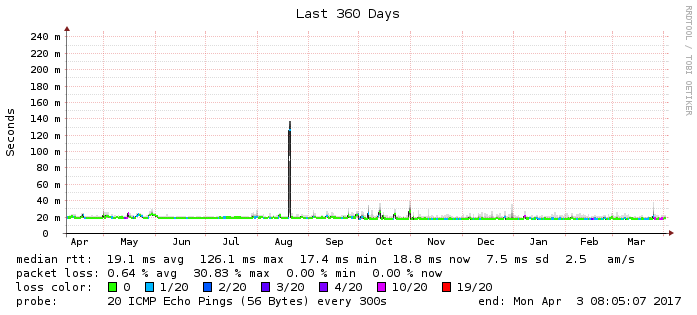 Last 360 Days
RRDTOOL / TOBI OETIKER
Seconds
240 m
220 m
200 m
180 m
160 m
140 m
120 m
100 m
80 m
60 m
40 m
20 m
0
Apr May Jun Jul Aug Sep Oct Nov Dec Jan Feb Mar
median rtt: 19.1 ms avg 126.1 ms max 17.4 ms min 18.8 ms now 7.5 ms sd 2.5 am/s
packet loss: 0.64 % avg 30.83 % max 0.00 % min 0.00 % now
loss color: 0 1/20 2/20 3/20 4/20 10/20 19/20
probe: 20 ICMP Echo Pings (56 Bytes) every 300s end: Mon Apr 3 08:05:07 2017